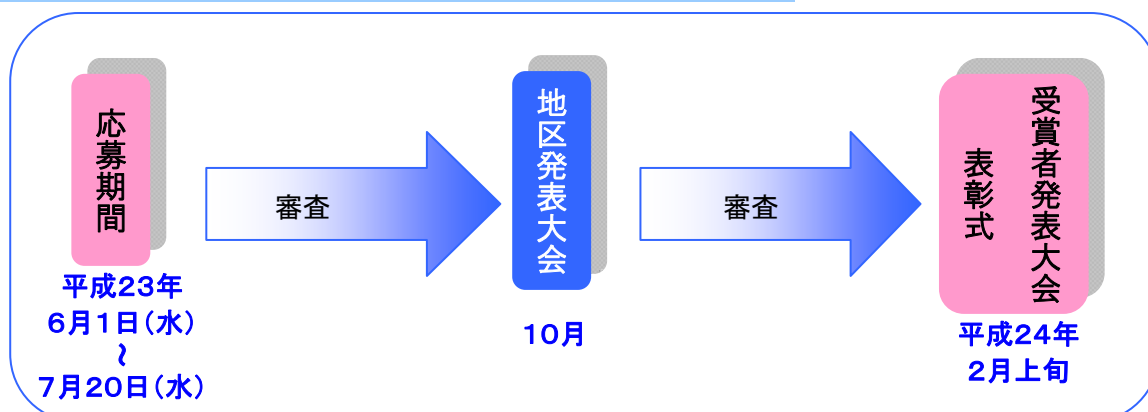 応募期間
平成23年
6月1日(水)
~
7月20日(水)
審査
地区発表大会
10月
審査
受賞者発表大会
表彰式
平成24年
2月上旬